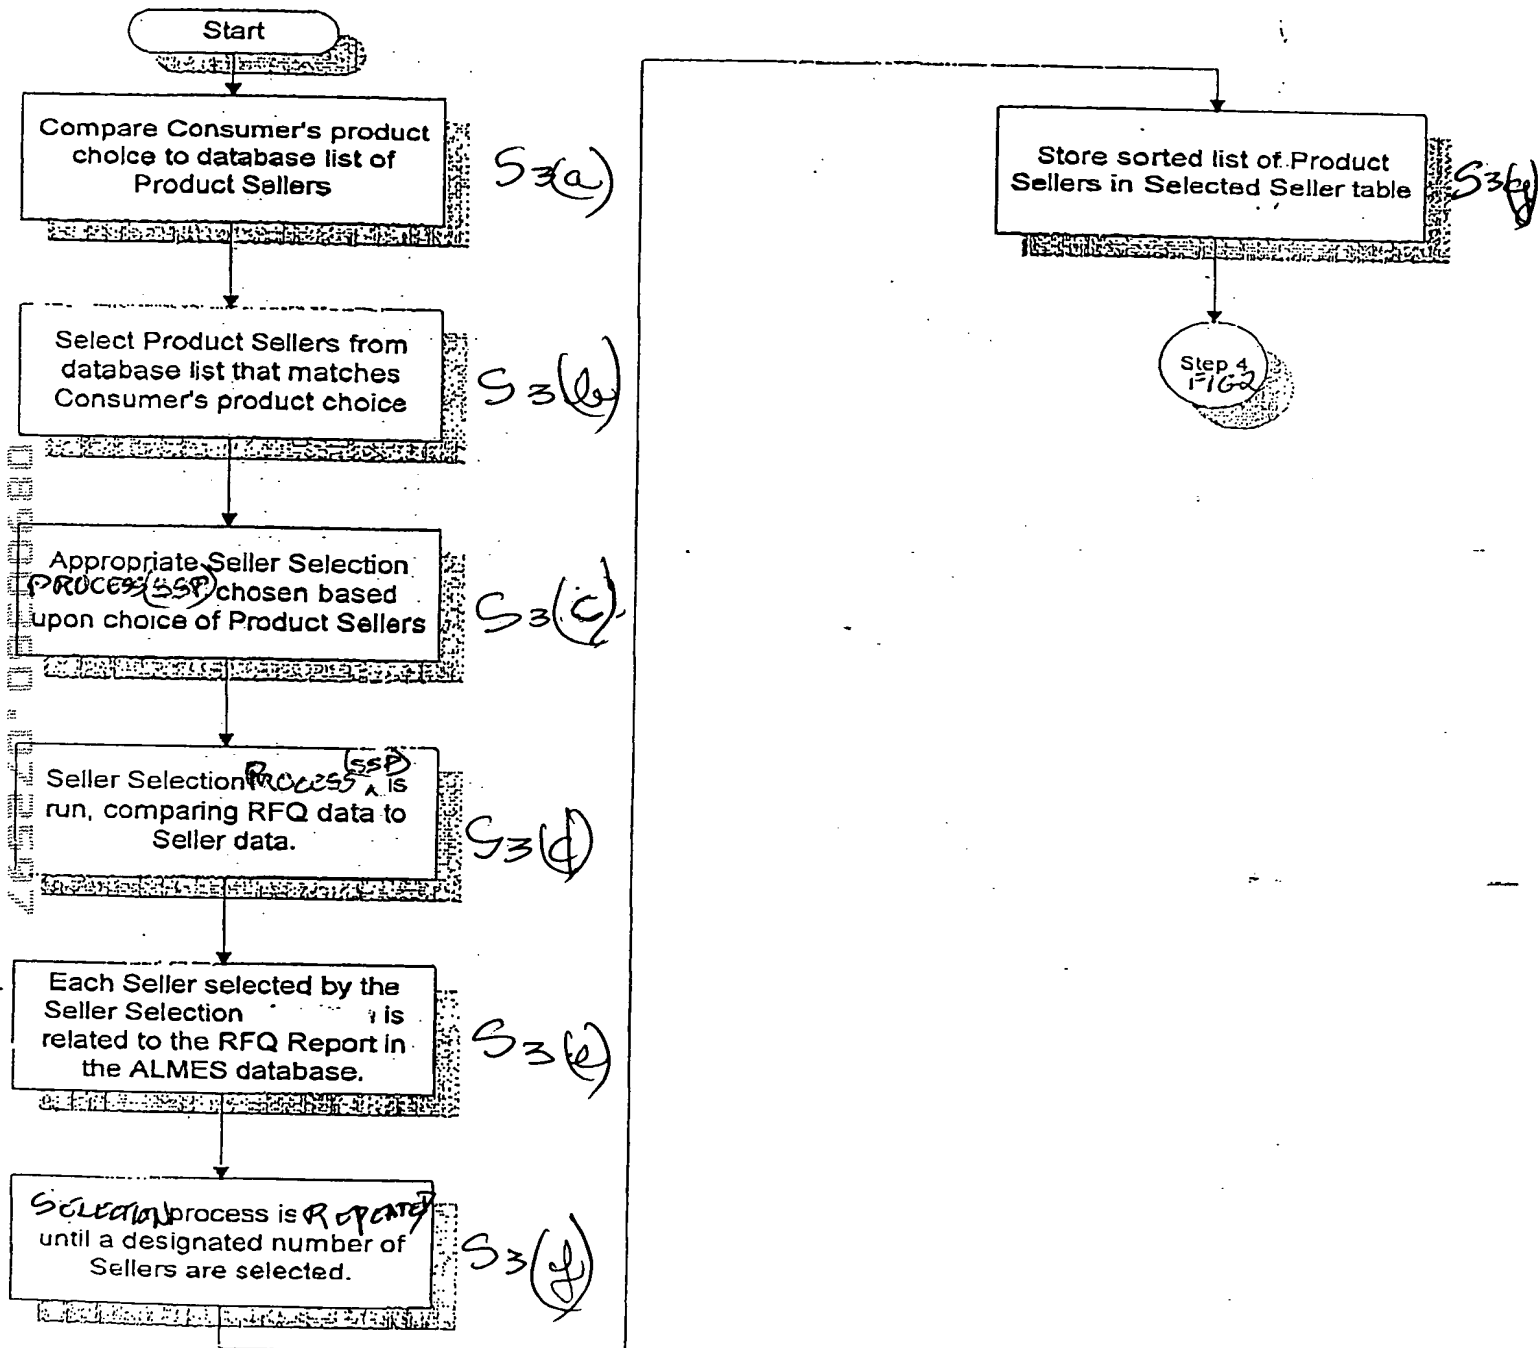 Start
Compare Consumer's product
choice to database list of
Product Sellers
S3(a)
Select Product Sellers from
database list that matches
Consumer's product choice
S3(b)
Appropriate Seller Selection
PROCESS (SSP) chosen based
upon choice of Product Sellers
S3(c)
(SSP)
Seller Selection PROCESS ^ is
run, comparing RFQ data to
Seller data.
S3(d)
Each Seller selected by the
Seller Selection is
related to the RFQ Report in
the ALMES database.
S3(e)
SELECTION process is REPEATED
until a designated number of
Sellers are selected.
S3(f)
Store sorted list of Product
Sellers in Selected Seller table
S3(g)
Step 4
FIG2